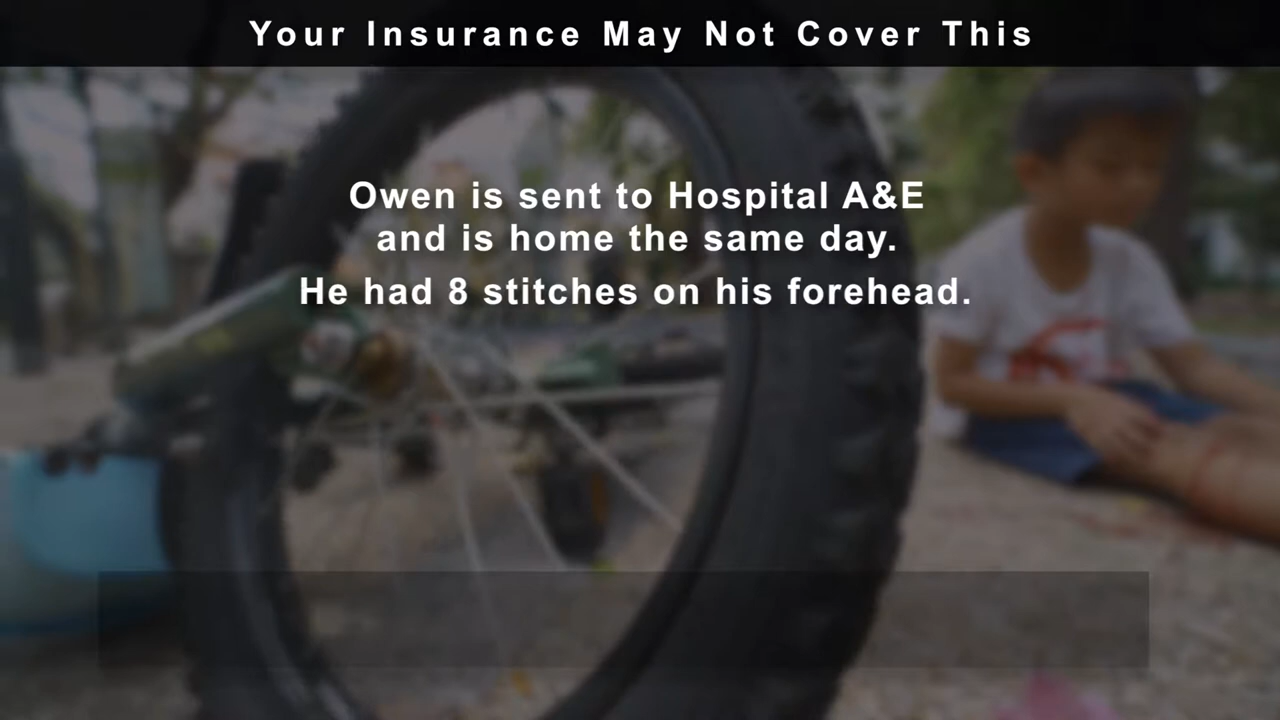 Your Insurance May Not Cover This
Owen is sent to Hospital A&E
and is home the same day.
He had 8 stitches on his forehead.